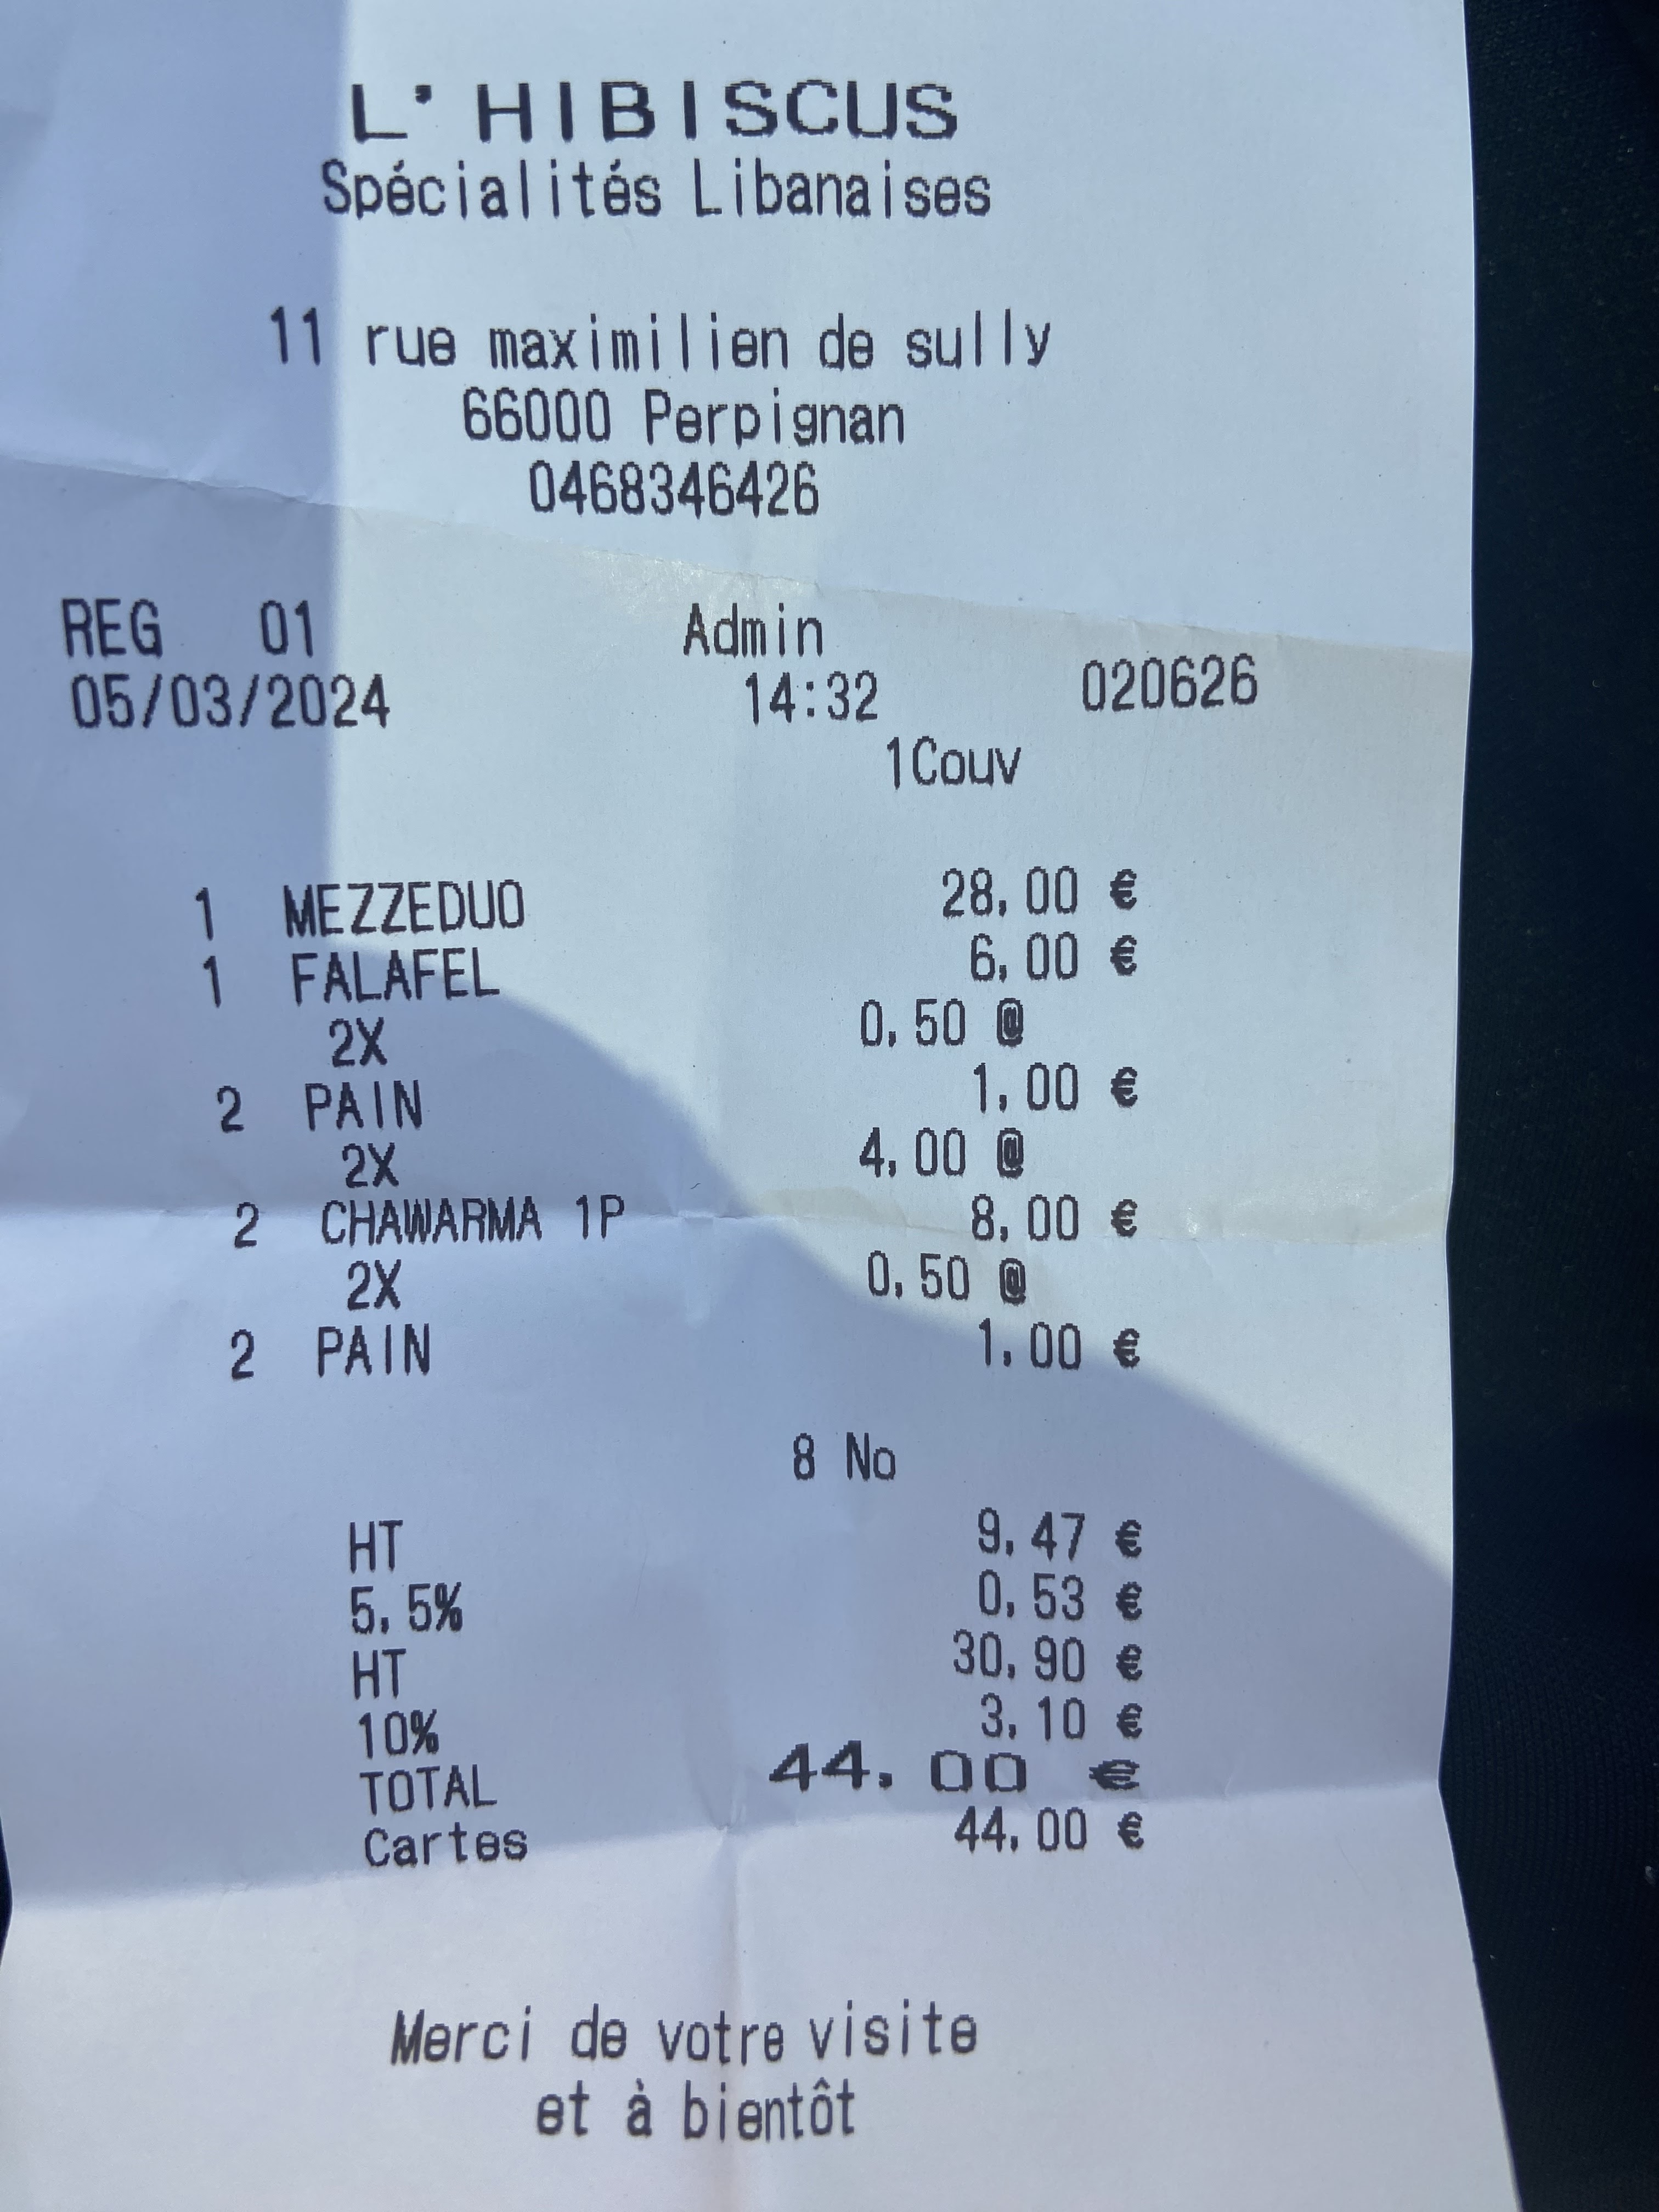 L'HIBISCUS
Spécialités Libanaises
11 rue maximilien de sully
66000 Perpignan
0468346426
REG 01 Admin
05/03/2024 14:32 020626
1Couv
1 MEZZEDUO 28,00 €
1 FALAFEL 6,00 €
2X 0,50 @
2 PAIN 1,00 €
2X 4,00 @
2 CHAWARMA 1P 8,00 €
2X 0,50 @
2 PAIN 1,00 €
8 No
HT 9,47 €
5,5% 0,53 €
HT 30,90 €
10% 3,10 €
TOTAL 44,00 €
Cartes 44,00 €
Merci de votre visite
et à bientôt